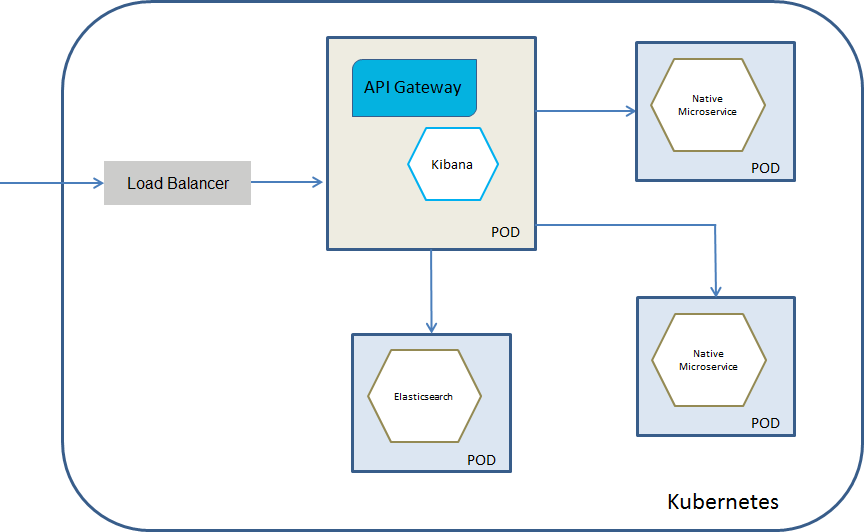 API Gateway
Kibana
POD
Load Balancer
Native
Microservice
POD
Native
Microservice
POD
Elasticsearch
POD
Kubernetes